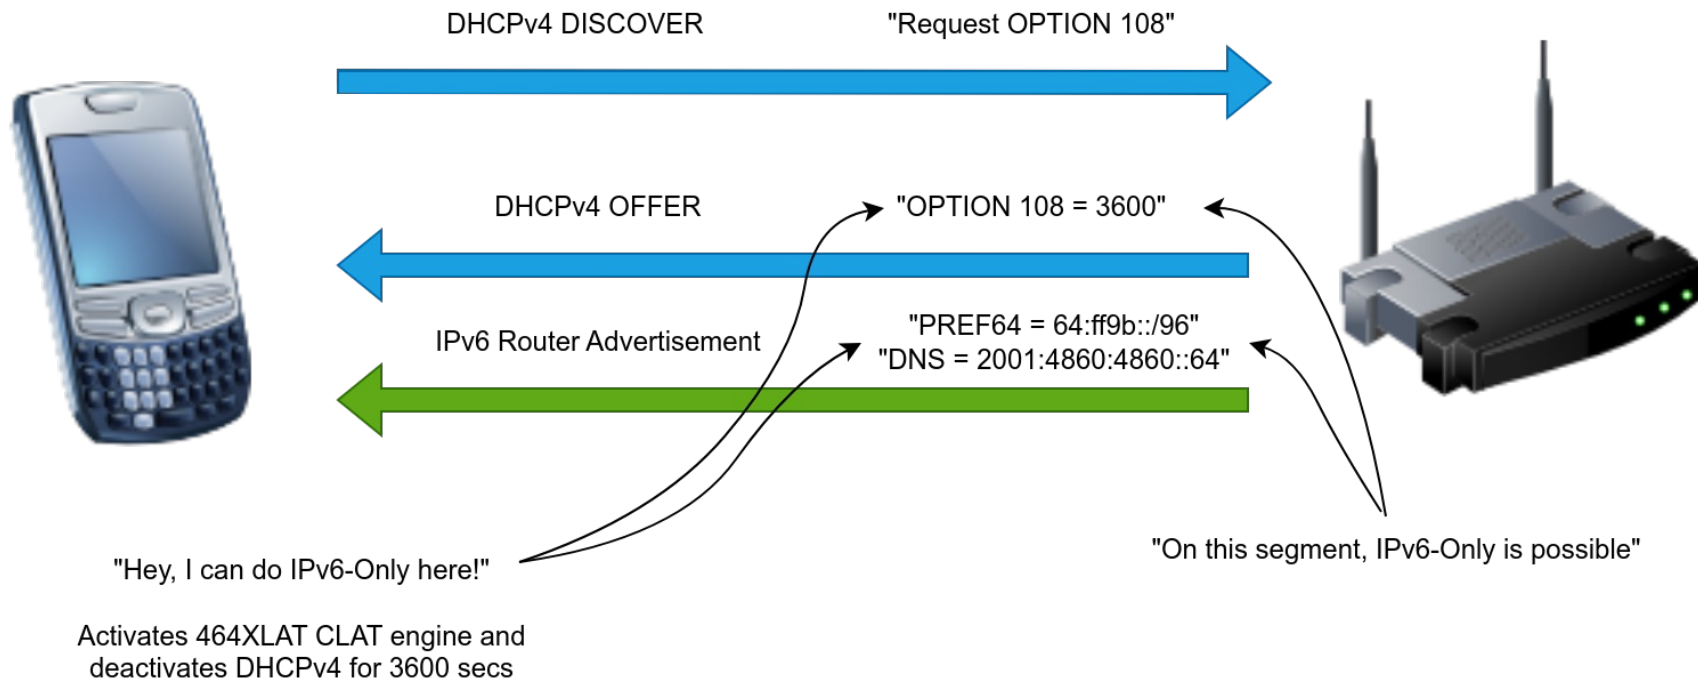 DHCPv4 DISCOVER
"Request OPTION 108"
DHCPv4 OFFER
"OPTION 108 = 3600"
IPv6 Router Advertisement
"PREF64 = 64:ff9b::/96"
"DNS = 2001:4860:4860::64"
"On this segment, IPv6-Only is possible"
"Hey, I can do IPv6-Only here!"
Activates 464XLAT CLAT engine and
deactivates DHCPv4 for 3600 secs